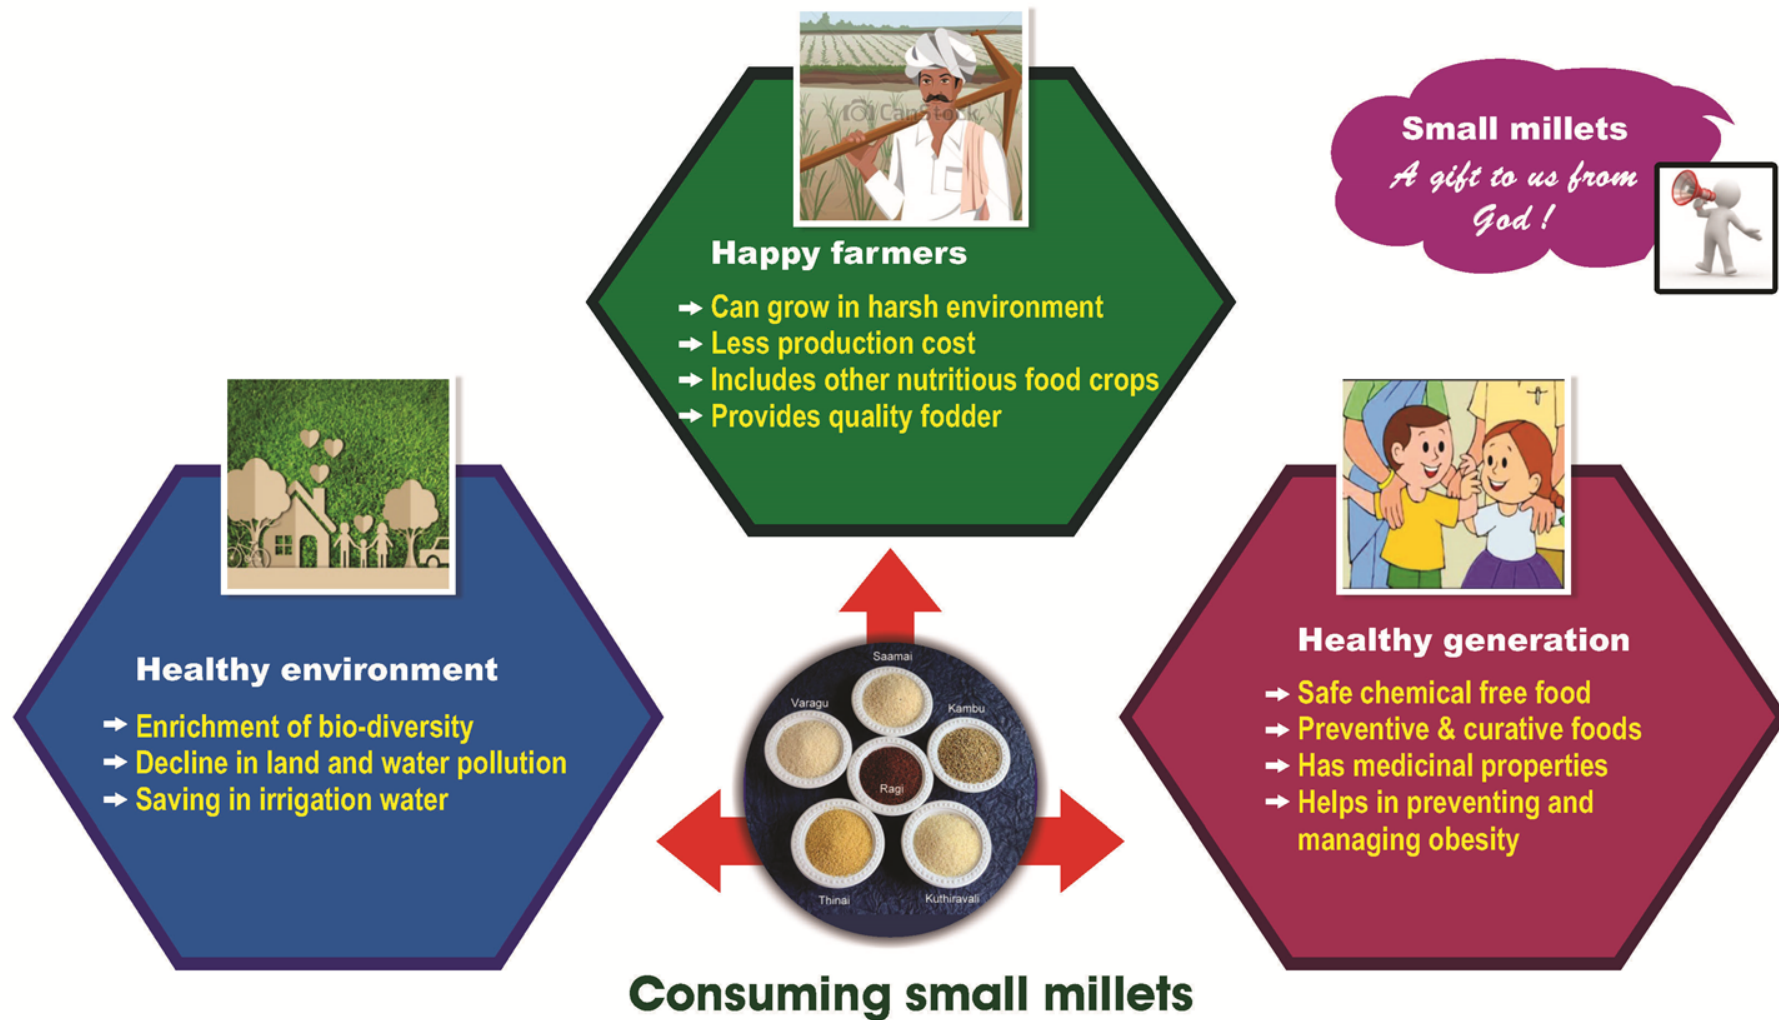 Small millets
A gift to us from
God !
CanStock
Happy farmers
Can grow in harsh environment
Less production cost
Includes other nutritious food crops
Provides quality fodder
Healthy environment
Enrichment of bio-diversity
Decline in land and water pollution
Saving in irrigation water
Healthy generation
Safe chemical free food
Preventive & curative foods
Has medicinal properties
Helps in preventing and
managing obesity
Saamai
Varagu
Kambu
Ragi
Thinai
Kuthiravali
Consuming small millets